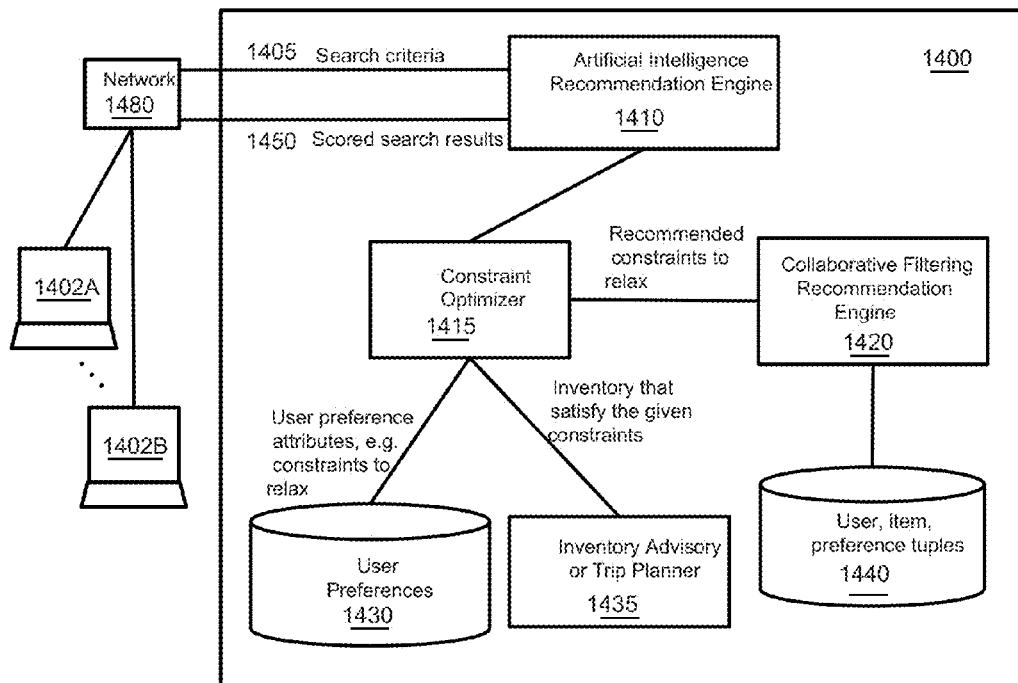 1400
1405 Search criteria
Network
1480
1450 Scored search results
Artificial Intelligence
Recommendation Engine
1410
1402A
1402B
Constraint
Optimizer
1415
Recommended
constraints to
relax
Collaborative Filtering
Recommendation
Engine
1420
User preference
attributes, e.g.
constraints to
relax
Inventory that
satisfy the given
constraints
User
Preferences
1430
Inventory Advisory
or Trip Planner
1435
User, item,
preference tuples
1440